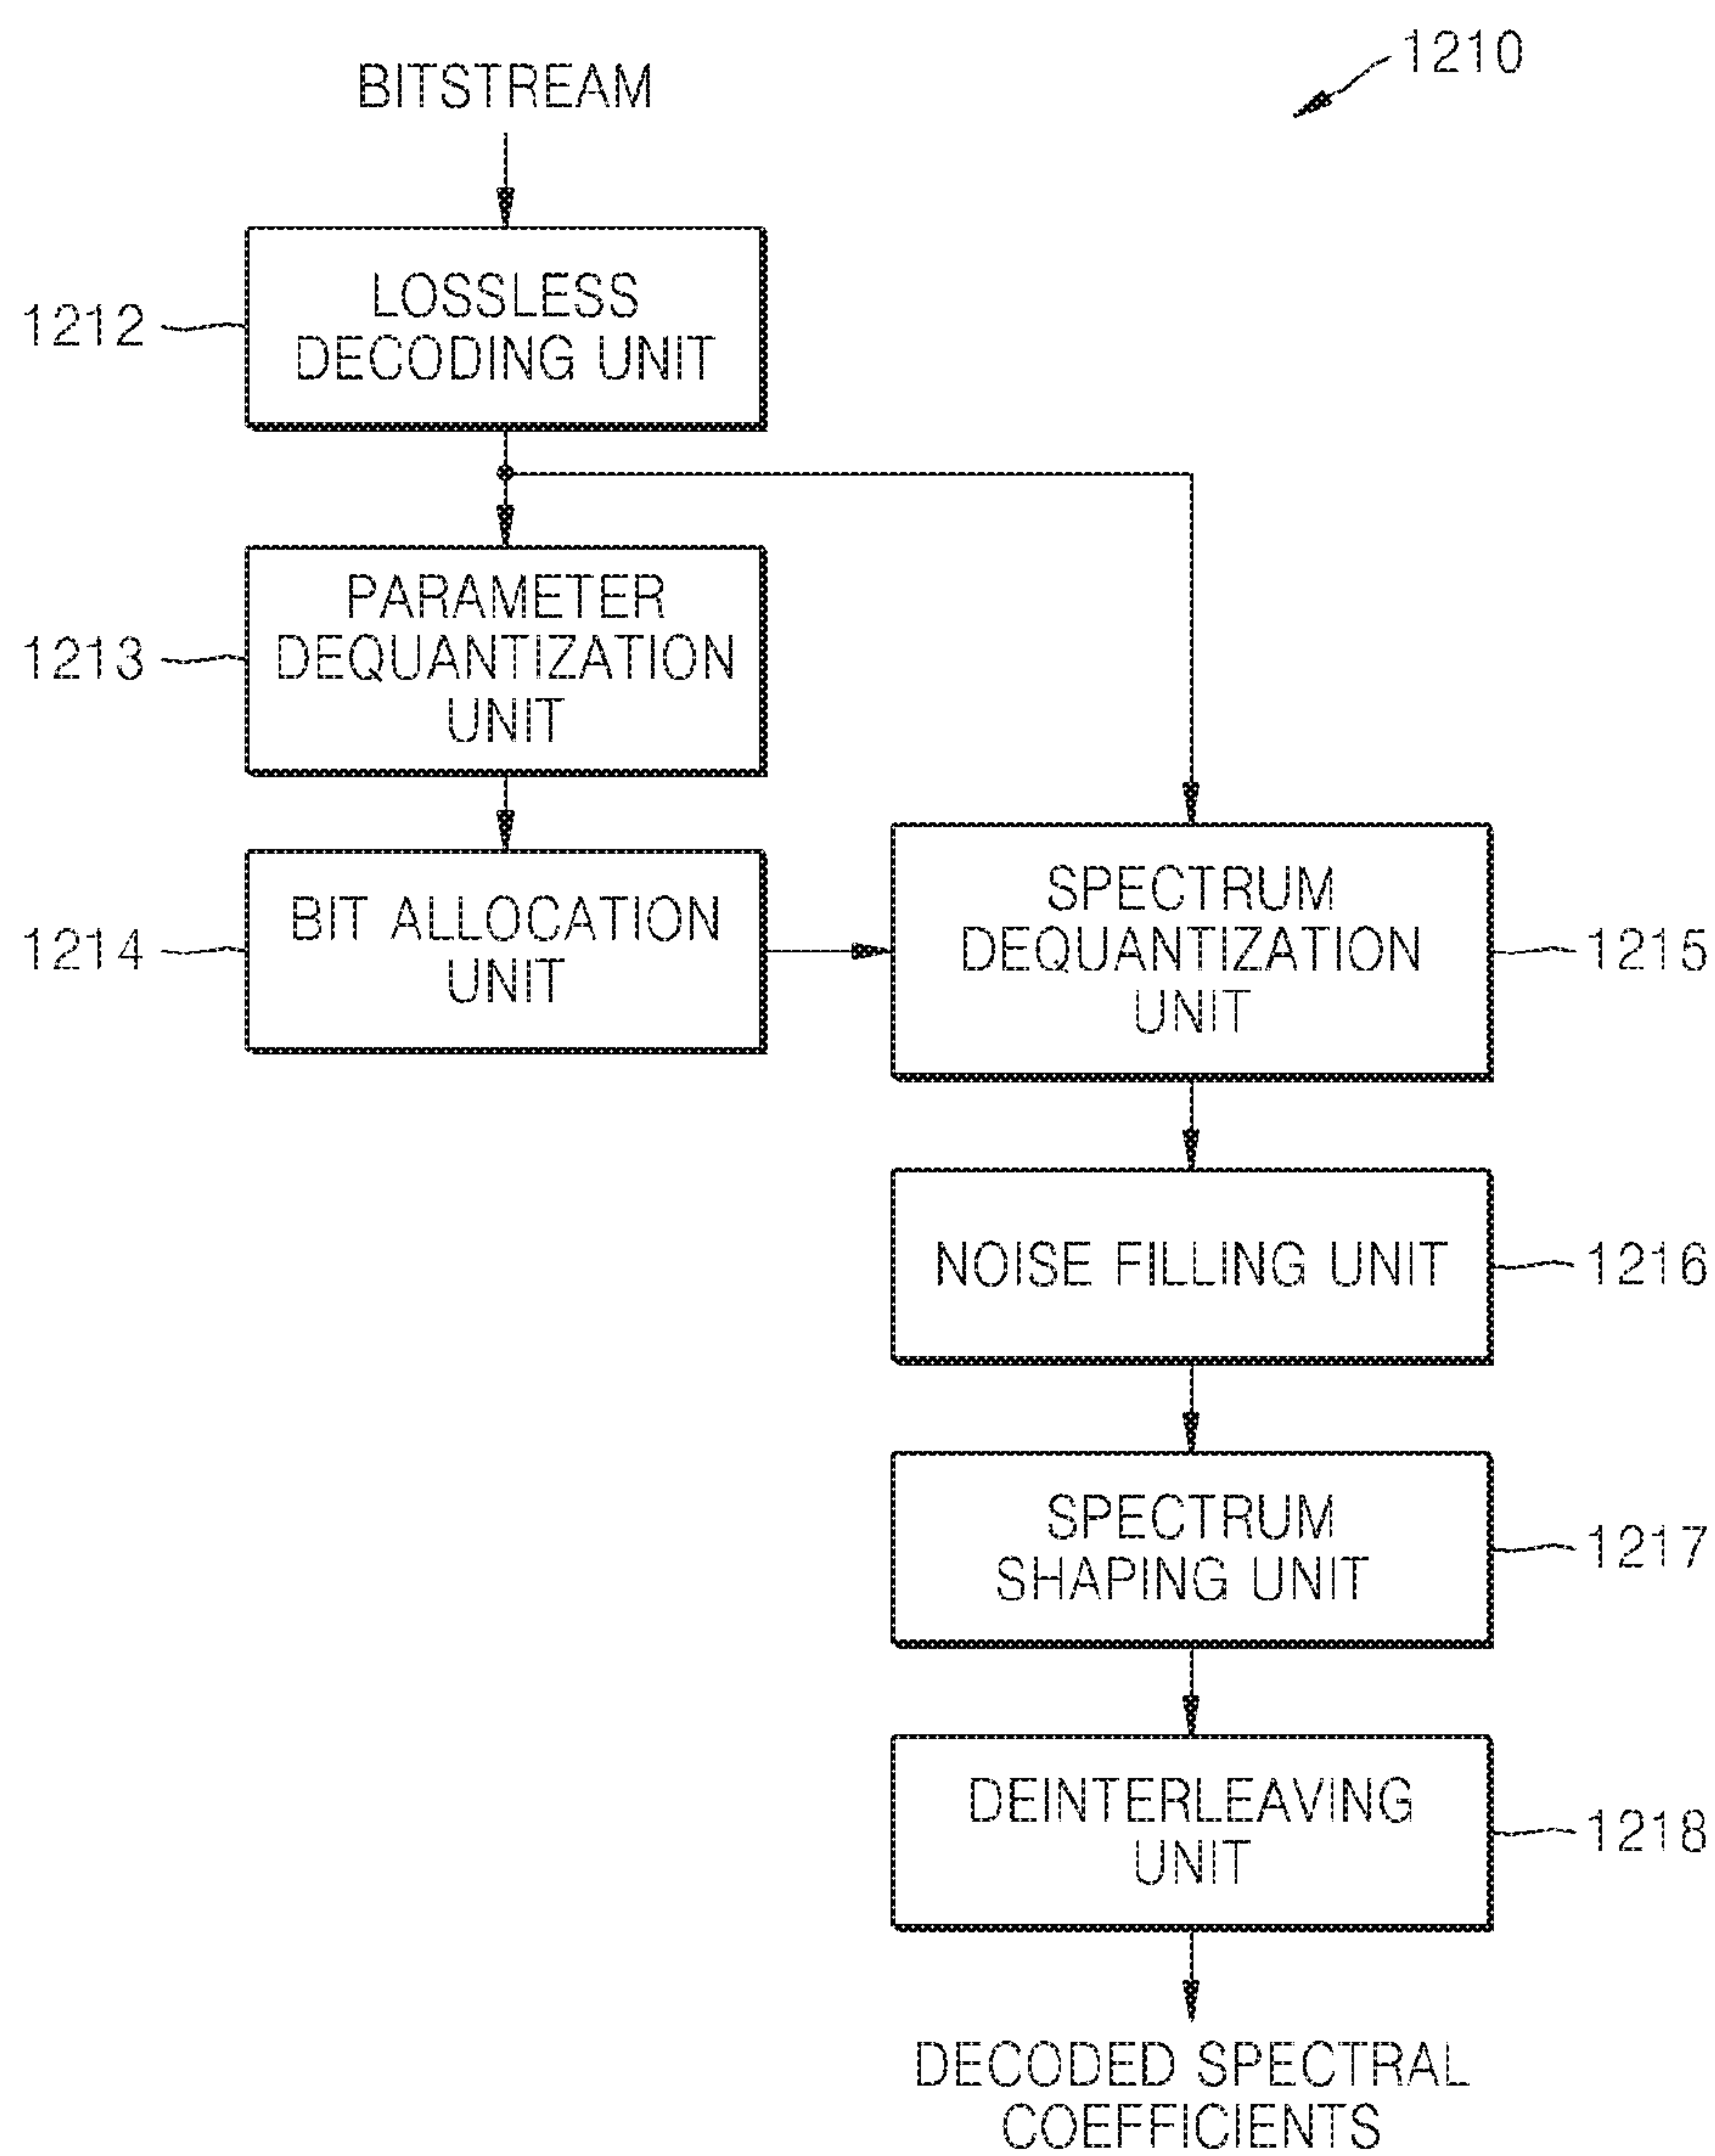 1210
BITSTREAM
1212
LOSSLESS
DECODING UNIT
1213
PARAMETER
DEQUANTIZATION
UNIT
1214
BIT ALLOCATION
UNIT
SPECTRUM
DEQUANTIZATION
UNIT
1215
NOISE FILLING UNIT
1216
SPECTRUM
SHAPING UNIT
1217
DEINTERLEAVING
UNIT
1218
DECODED SPECTRAL
COEFFICIENTS